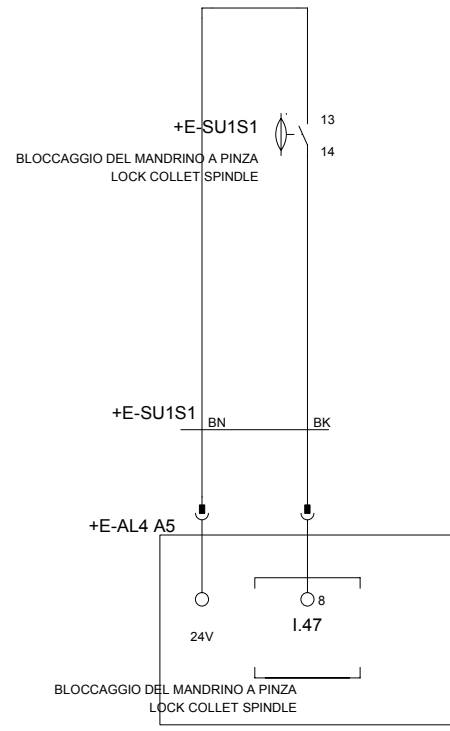 13
+E-SU1S1
14
BLOCCAGGIO DEL MANDRINO A PINZA
LOCK COLLET SPINDLE
+E-SU1S1
BN
BK
+E-AL4 A5
8
I.47
24V
BLOCCAGGIO DEL MANDRINO A PINZA
LOCK COLLET SPINDLE